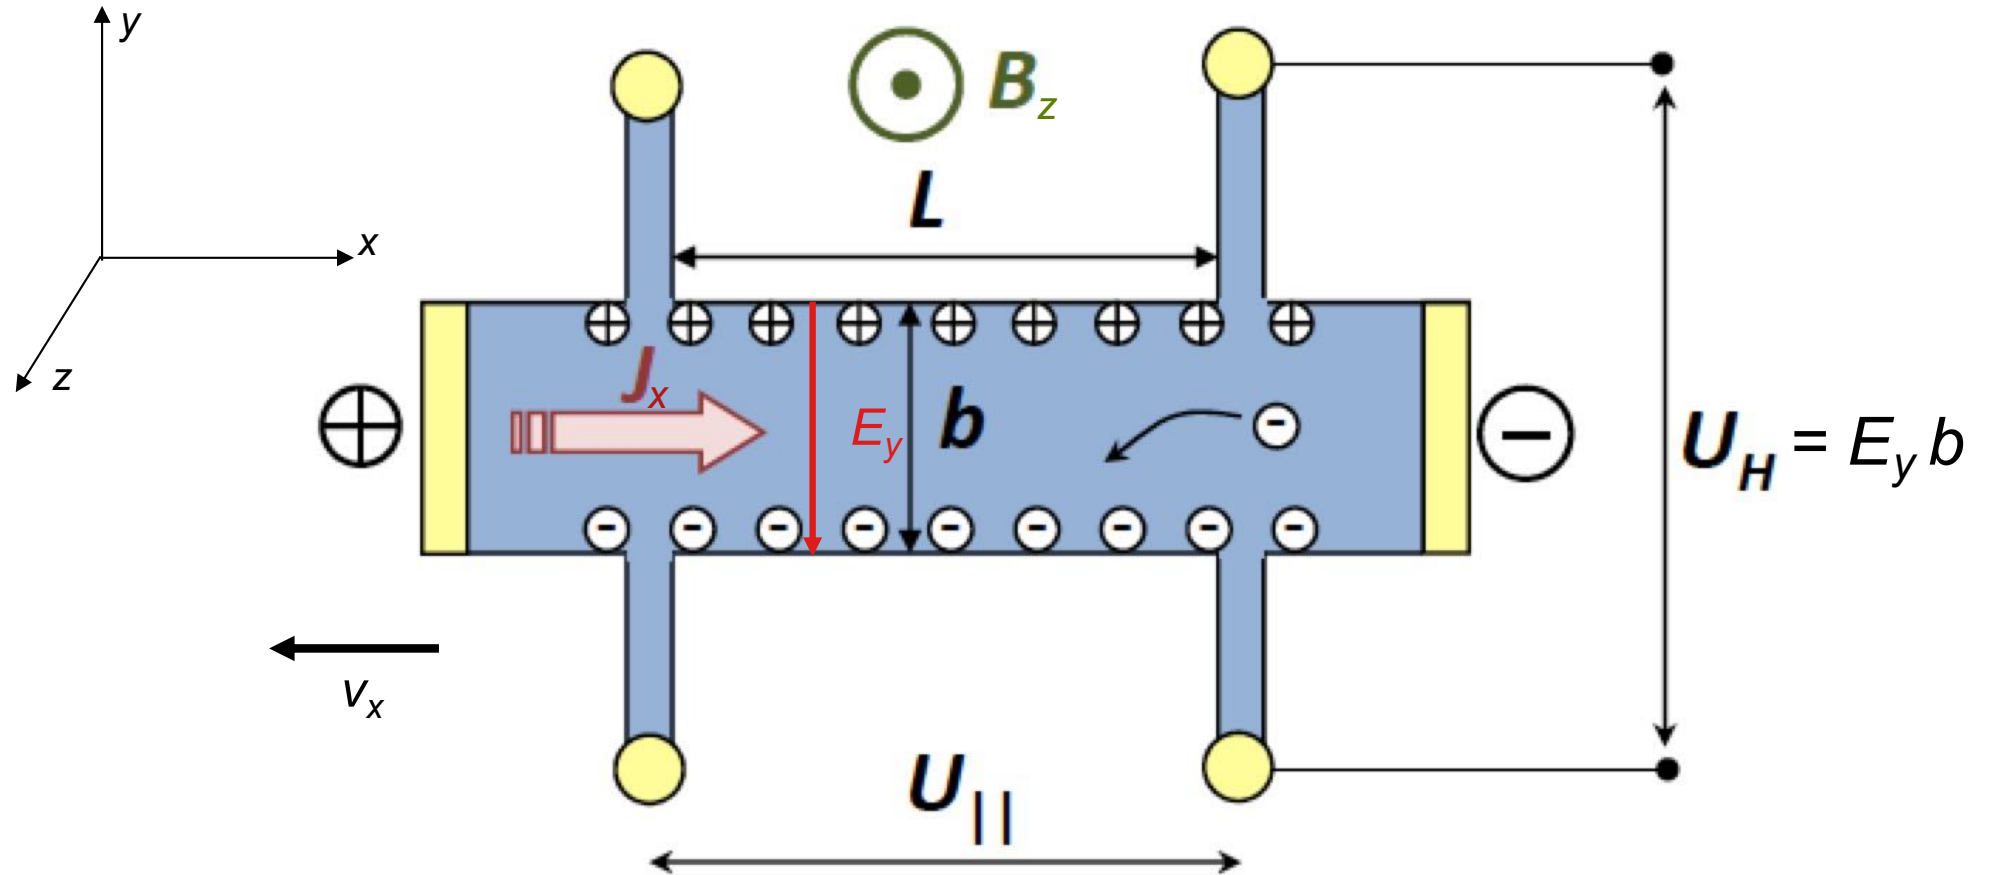 y
B_z
L
x
z
J_x
E_y
b
U_H = E_y b
v_x
U_||